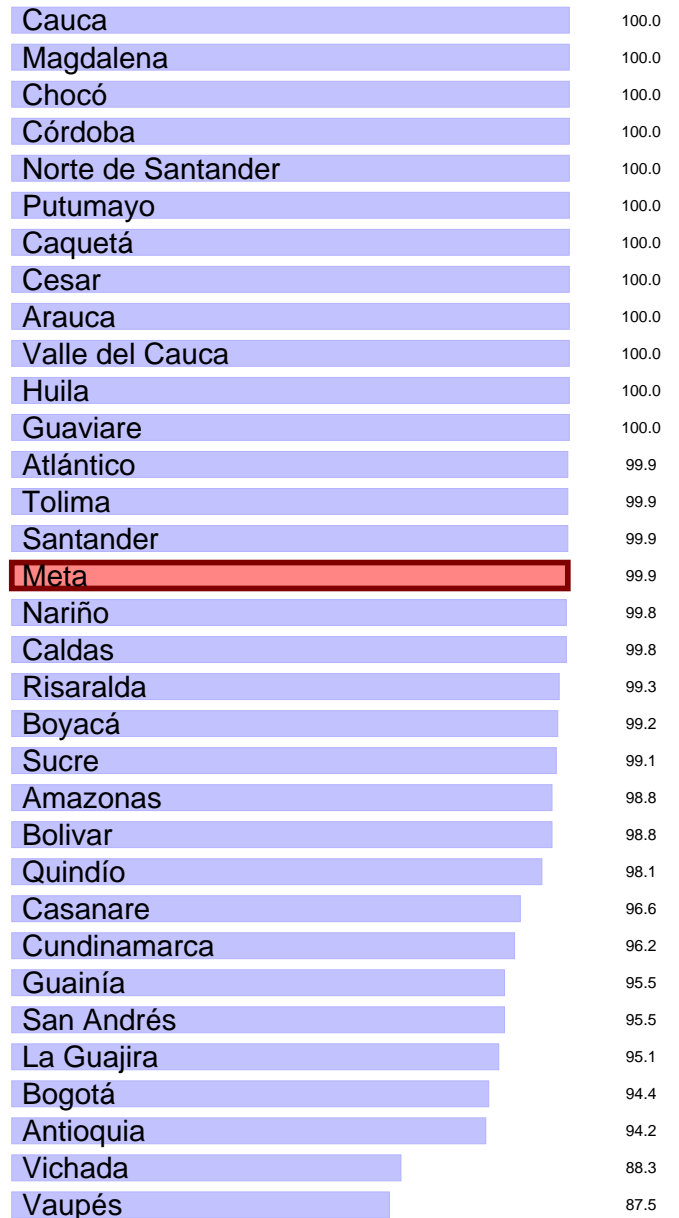 Cauca 100.0
Magdalena 100.0
Chocó 100.0
Córdoba 100.0
Norte de Santander 100.0
Putumayo 100.0
Caquetá 100.0
Cesar 100.0
Arauca 100.0
Valle del Cauca 100.0
Huila 100.0
Guaviare 100.0
Atlántico 99.9
Tolima 99.9
Santander 99.9
Meta 99.9
Nariño 99.8
Caldas 99.8
Risaralda 99.3
Boyacá 99.2
Sucre 99.1
Amazonas 98.8
Bolivar 98.8
Quindío 98.1
Casanare 96.6
Cundinamarca 96.2
Guainía 95.5
San Andrés 95.5
La Guajira 95.1
Bogotá 94.4
Antioquia 94.2
Vichada 88.3
Vaupés 87.5